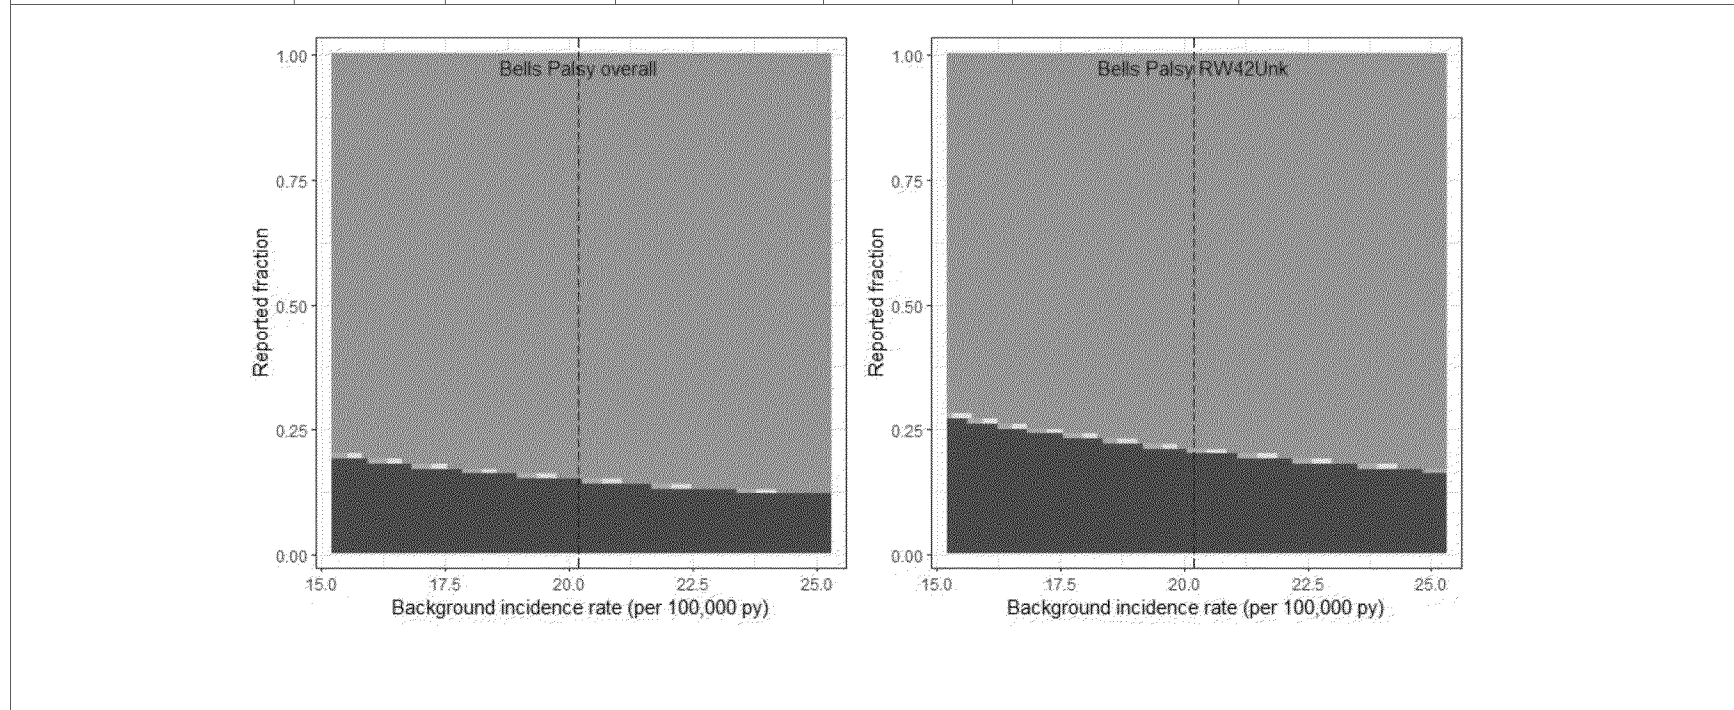 Bells Palsy overall
1.00
0.75
0.50
0.25
0.00
Reported fraction
15.0 17.5 20.0 22.5 25.0
Background incidence rate (per 100,000 py)
Bells Palsy RW42Unk
1.00
0.75
0.50
0.25
0.00
Reported fraction
15.0 17.5 20.0 22.5 25.0
Background incidence rate (per 100,000 py)